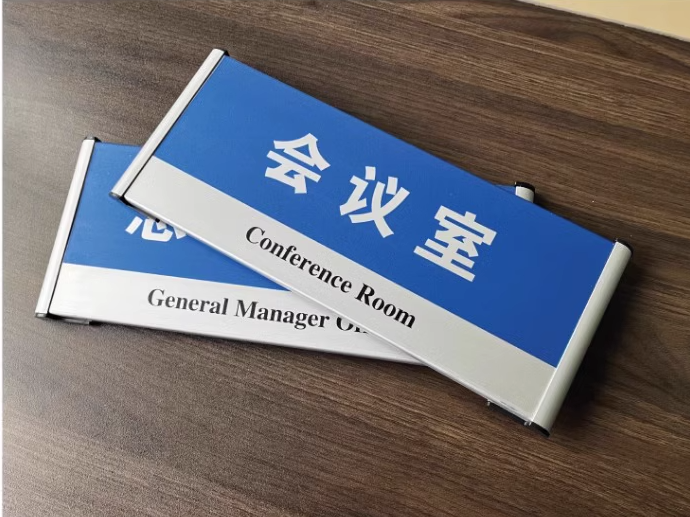 会议室
Conference Room
General Manager